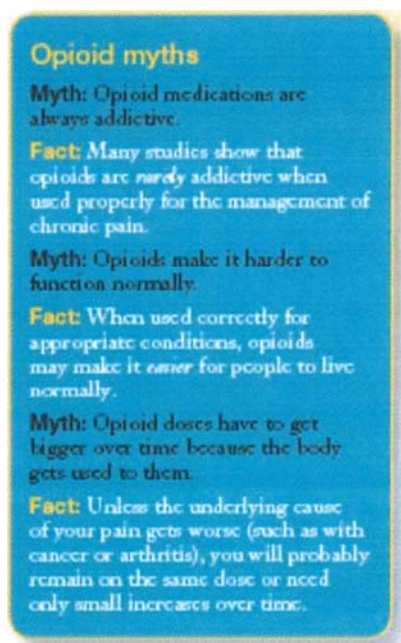 Opioid myths
Myth: Opioid medications are
always addictive.
Fact: Many studies show that
opioids are rarely addictive when
used properly for the management of
chronic pain.
Myth: Opioids make it harder to
function normally.
Fact: When used correctly for
appropriate conditions, opioids
may make it easier for people to live
normally.
Myth: Opioid doses have to get
bigger over time because the body
gets used to them.
Fact: Unless the underlying cause
of your pain gets worse (such as with
cancer or arthritis), you will probably
remain on the same dose or need
only small increases over time.